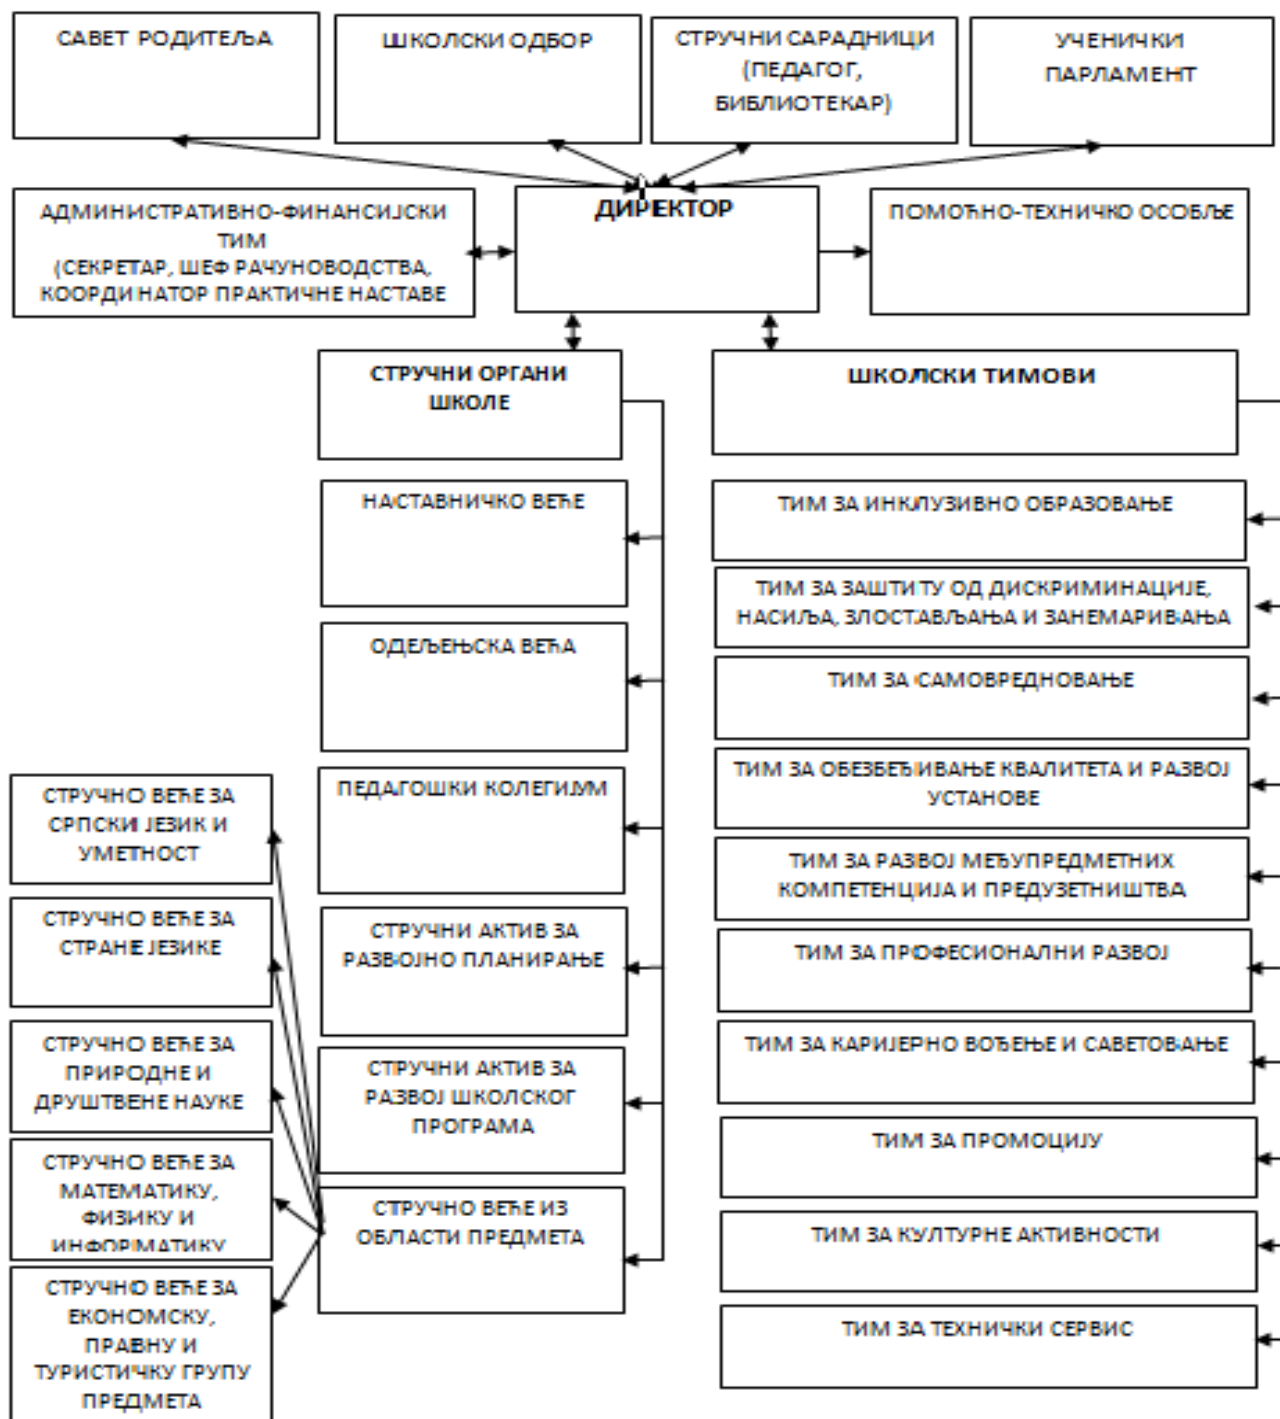 САВЕТ РОДИТЕЉА
ШКОЛСКИ ОДБОР
СТРУЧНИ САРАДНИЦИ
(ПЕДАГОГ,
БИБЛИОТЕКАР)
УЧЕНИЧКИ
ПАРЛАМЕНТ
АДМИНИСТРАТИВНО-ФИНАНСИЈСКИ
ТИМ
(СЕКРЕТАР, ШЕФ РАЧУНОВОДСТВА,
КООРДИНАТОР ПРАКТИЧНЕ НАСТАВЕ
ДИРЕКТОР
ПОМОЋНО-ТЕХНИЧКО ОСОБЉЕ
СТРУЧНИ ОРГАНИ
ШКОЛЕ
ШКОЛСКИ ТИМОВИ
НАСТАВНИЧКО ВЕЋЕ
ОДЕЉЕЊСКА ВЕЋА
ПЕДАГОШКИ КОЛЕГИЈУМ
СТРУЧНИ АКТИВ ЗА
РАЗВОЈНО ПЛАНИРАЊЕ
СТРУЧНИ АКТИВ ЗА
РАЗВОЈ ШКОЛСКОГ
ПРОГРАМА
СТРУЧНО ВЕЋЕ ИЗ
ОБЛАСТИ ПРЕДМЕТА
СТРУЧНО ВЕЋЕ ЗА
СРПСКИ ЈЕЗИК И
УМЕТНОСТ
СТРУЧНО ВЕЋЕ ЗА
СТРАНЕ ЈЕЗИКЕ
СТРУЧНО ВЕЋЕ ЗА
ПРИРОДНЕ И
ДРУШТВЕНЕ НАУКЕ
СТРУЧНО ВЕЋЕ ЗА
МАТЕМАТИКУ,
ФИЗИКУ И
ИНФОРМАТИКУ
СТРУЧНО ВЕЋЕ ЗА
ЕКОНОМСКУ,
ПРАВНУ И
ТУРИСТИЧКУ ГРУПУ
ПРЕДМЕТА
ТИМ ЗА ИНКЛУЗИВНО ОБРАЗОВАЊЕ
ТИМ ЗА ЗАШТИТУ ОД ДИСКРИМИНАЦИЈЕ,
НАСИЉА, ЗЛОСТАВЉАЊА И ЗАНЕМАРИВАЊА
ТИМ ЗА САМОВРЕДНОВАЊЕ
ТИМ ЗА ОБЕЗБЕЂИВАЊЕ КВАЛИТЕТА И РАЗВОЈ
УСТАНОВЕ
ТИМ ЗА РАЗВОЈ МЕЂУПРЕДМЕТНИХ
КОМПЕТЕНЦИЈА И ПРЕДУЗЕТНИШТВА
ТИМ ЗА ПРОФЕСИОНАЛНИ РАЗВОЈ
ТИМ ЗА КАРИЈЕРНО ВОЂЕЊЕ И САВЕТОВАЊЕ
ТИМ ЗА ПРОМОЦИЈУ
ТИМ ЗА КУЛТУРНЕ АКТИВНОСТИ
ТИМ ЗА ТЕХНИЧКИ СЕРВИС